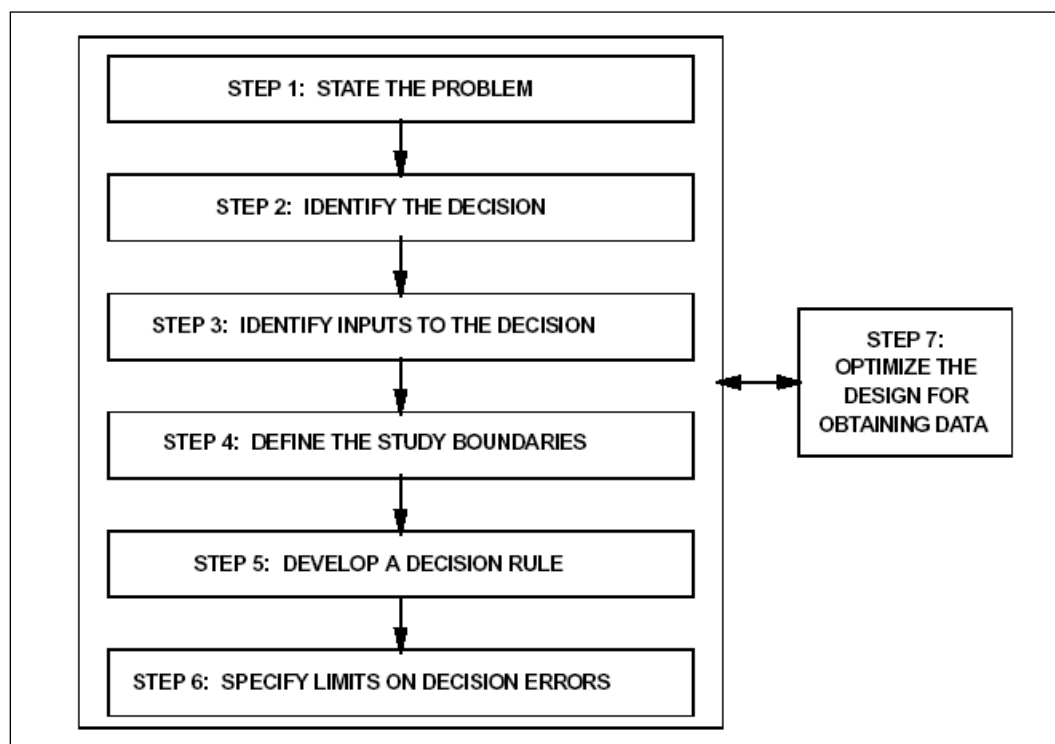 STEP 1: STATE THE PROBLEM
STEP 2: IDENTIFY THE DECISION
STEP 3: IDENTIFY INPUTS TO THE DECISION
STEP 4: DEFINE THE STUDY BOUNDARIES
STEP 5: DEVELOP A DECISION RULE
STEP 6: SPECIFY LIMITS ON DECISION ERRORS
STEP 7:
OPTIMIZE THE
DESIGN FOR
OBTAINING DATA